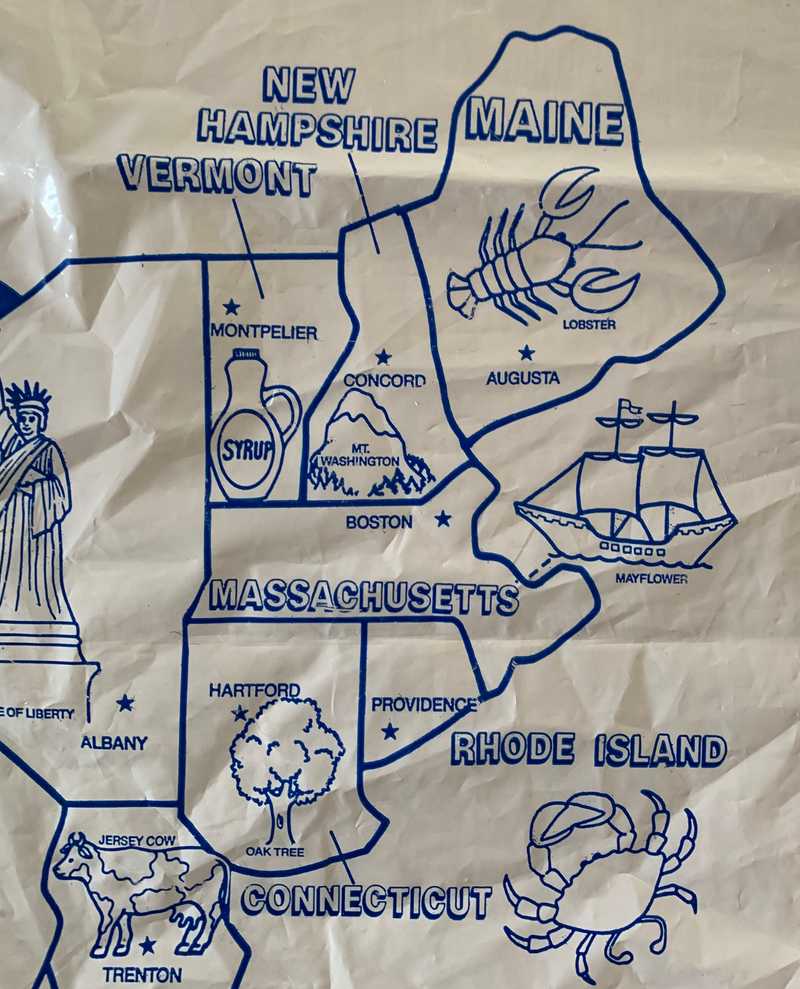 NEW
HAMPSHIRE
MAINE
VERMONT
LOBSTER
MONTPELIER
CONCORD
AUGUSTA
SYRUP
MT.
WASHINGTON
BOSTON
MAYFLOWER
MASSACHUSETTS
HARTFORD
PROVIDENCE
E OF LIBERTY
ALBANY
RHODE ISLAND
JERSEY COW
OAK TREE
CONNECTICUT
TRENTON